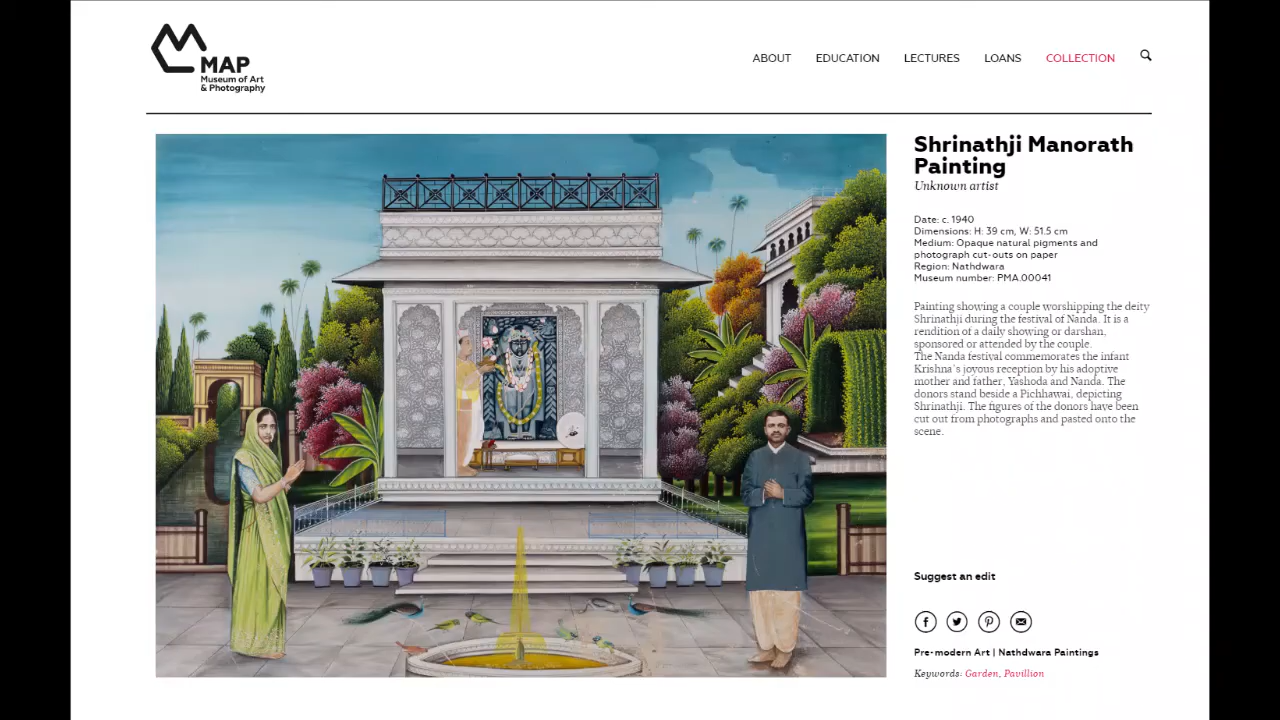 MAP
Museum of Art
& Photography
ABOUT EDUCATION LECTURES LOANS COLLECTION
Shrinathji Manorath
Painting
Unknown artist
Date: c. 1940
Dimensions: H: 39 cm, W: 51.5 cm
Medium: Opaque natural pigments and
photograph cut-outs on paper
Region: Nathdwara
Museum number: PMA.00041
Painting showing a couple worshipping the deity
Shrinathji during the festival of Nanda. It is a
rendition of a daily showing or darshan,
sponsored or attended by the couple.
The Nanda festival commemorates the infant
Krishna's joyous reception by his adoptive
mother and father, Yashoda and Nanda. The
donors stand beside a Pichhawai, depicting
Shrinathji. The figures of the donors have been
cut out from photographs and pasted onto the
scene.
Suggest an edit
Pre-modern Art | Nathdwara Paintings
Keywords: Garden, Pavillion